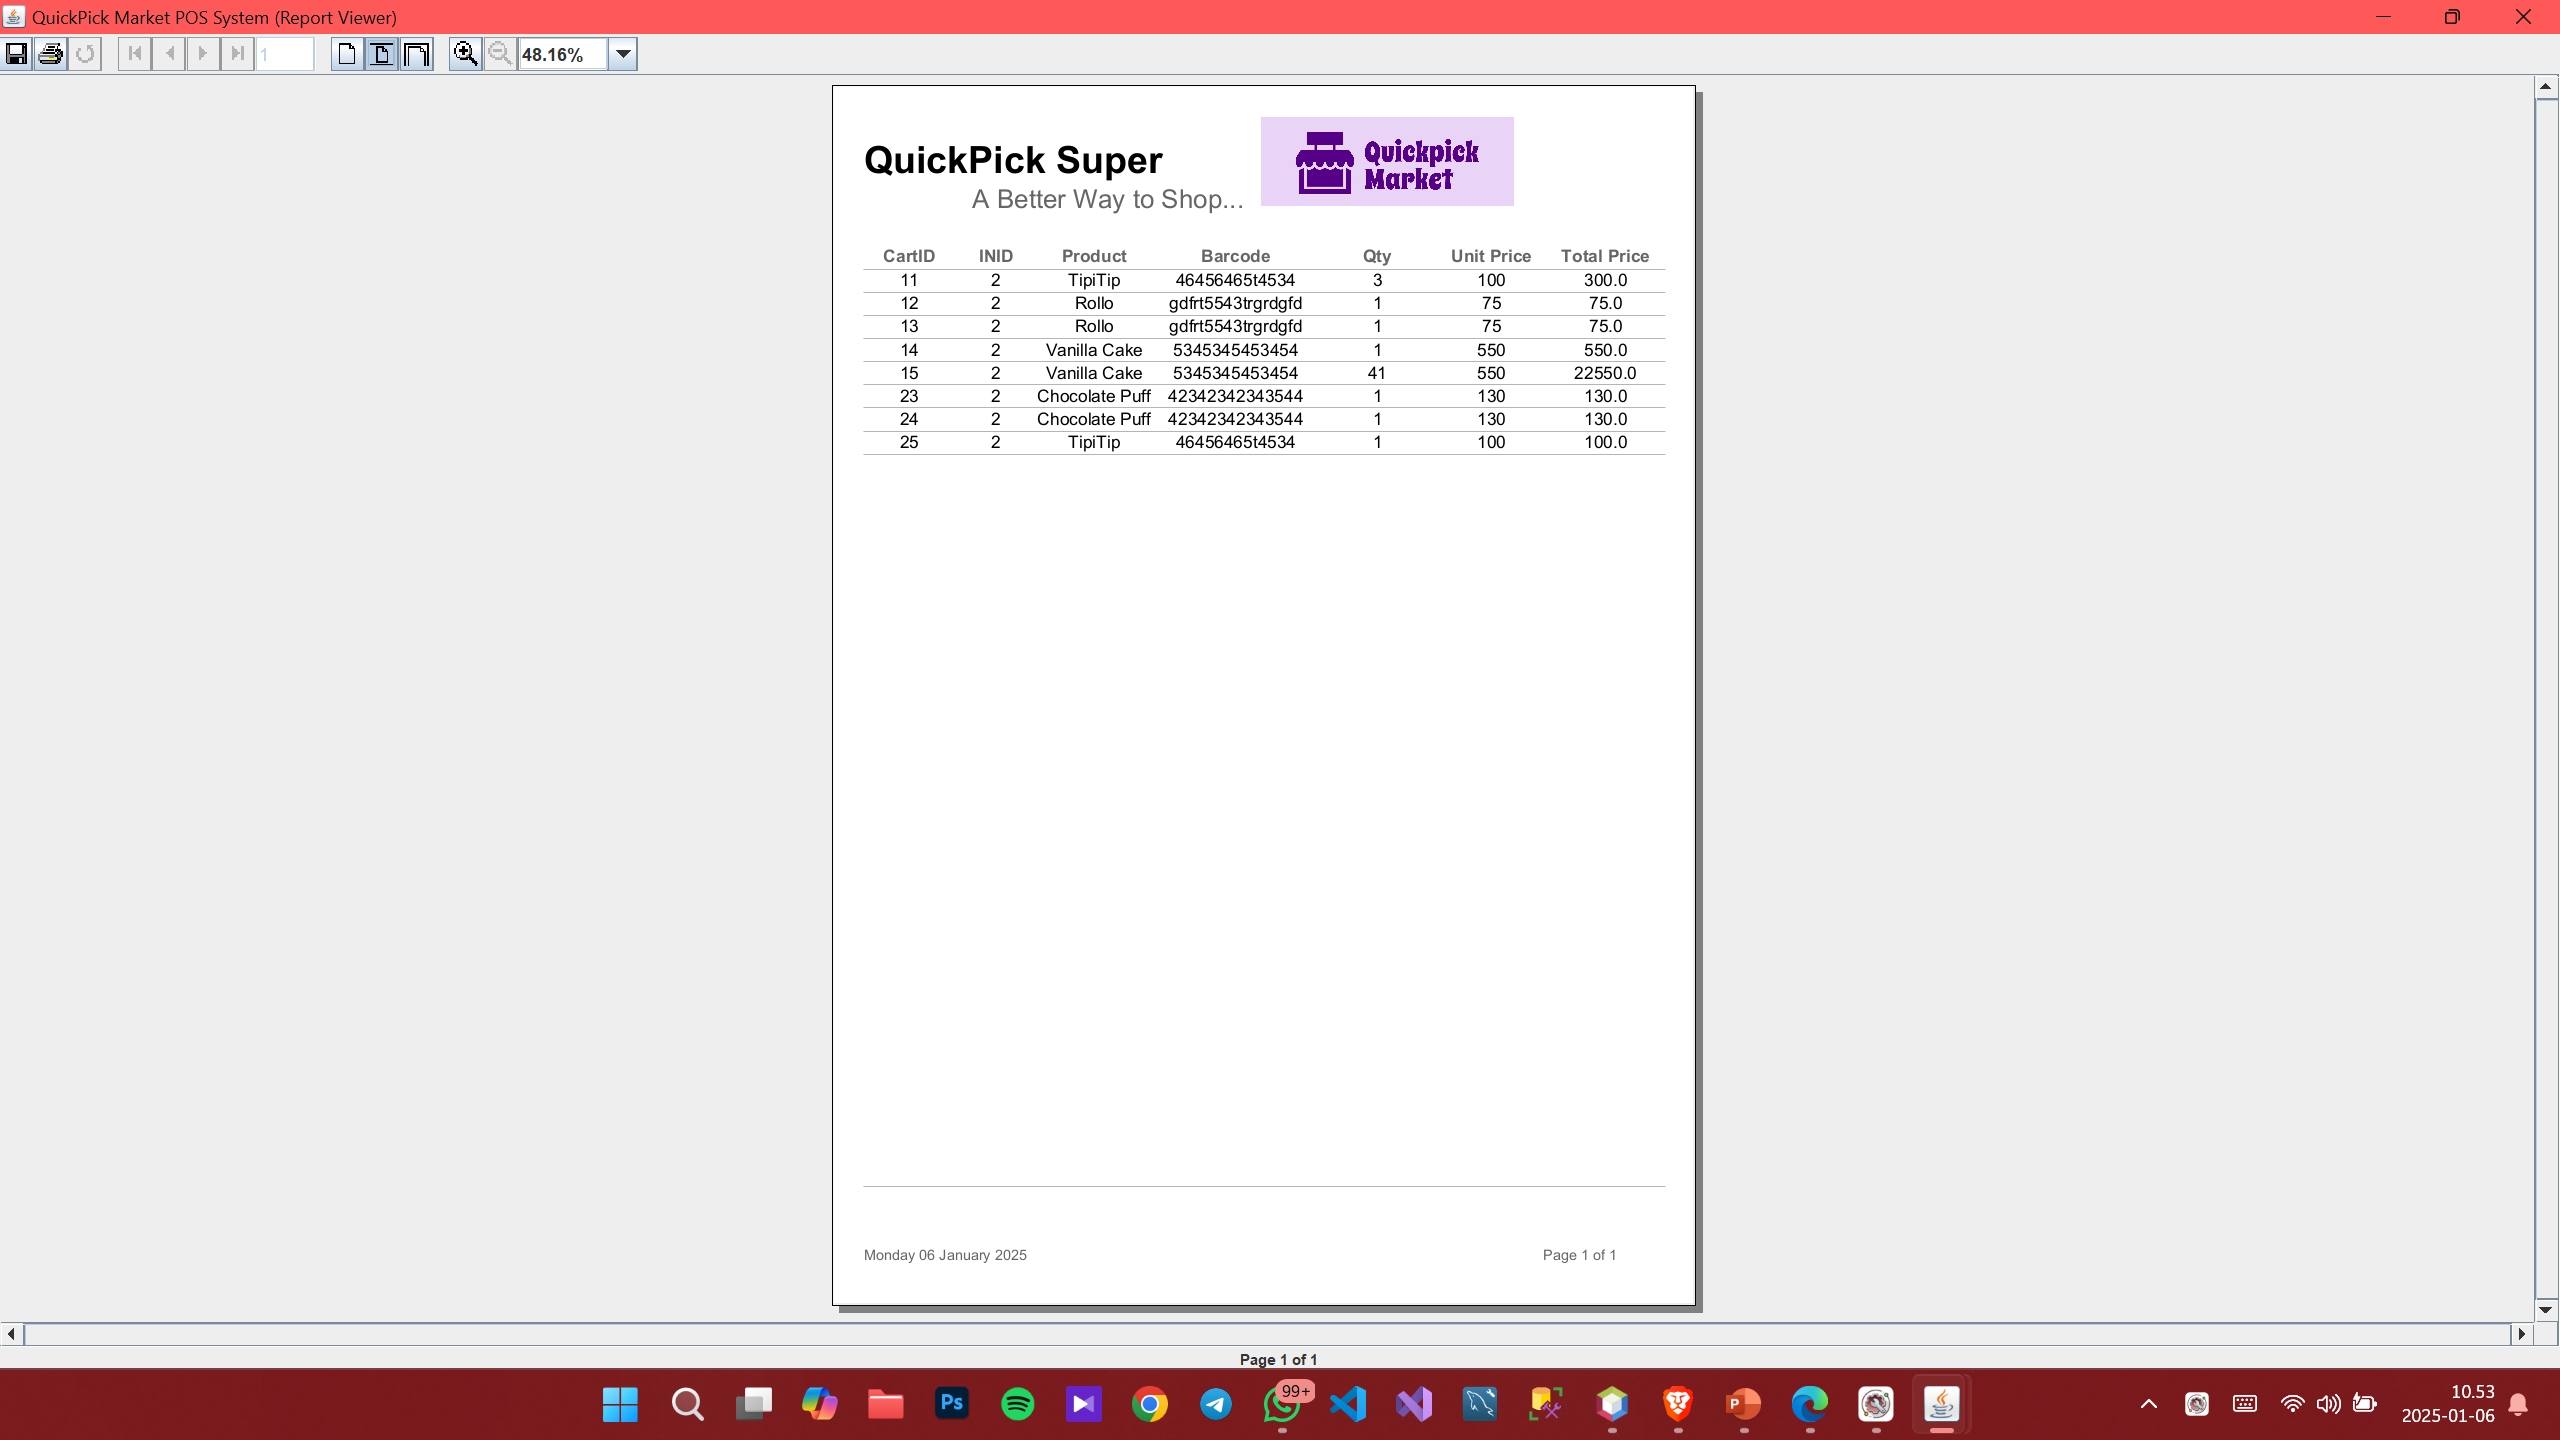 QuickPick Market POS System (Report Viewer)
1
48.16%
QuickPick Super
A Better Way to Shop...
Quickpick
Market
CartID INID Product Barcode Qty Unit Price Total Price
11 2 TipiTip 46456465t4534 3 100 300.0
12 2 Rollo gdfrt5543trgrdgfd 1 75 75.0
13 2 Rollo gdfrt5543trgrdgfd 1 75 75.0
14 2 Vanilla Cake 5345345453454 1 550 550.0
15 2 Vanilla Cake 5345345453454 41 550 22550.0
23 2 Chocolate Puff 42342342343544 1 130 130.0
24 2 Chocolate Puff 42342342343544 1 130 130.0
25 2 TipiTip 46456465t4534 1 100 100.0
Monday 06 January 2025 Page 1 of 1
Page 1 of 1
Ps
99+
P
10.53
2025-01-06